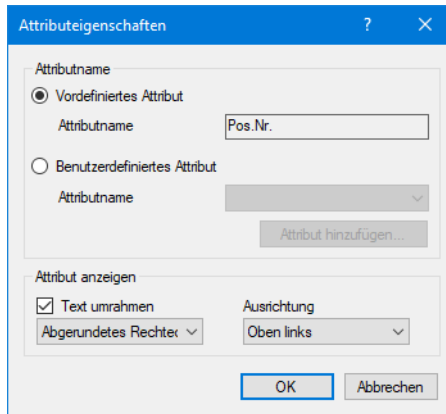 Attributeigenschaften ?
Attributname
Vordefiniertes Attribut
Attributname Pos.Nr.
Benutzerdefiniertes Attribut
Attributname
Attribut hinzufügen...
Attribut anzeigen
Text umrahmen Ausrichtung
Abgerundetes Rechtec Oben links
OK Abbrechen